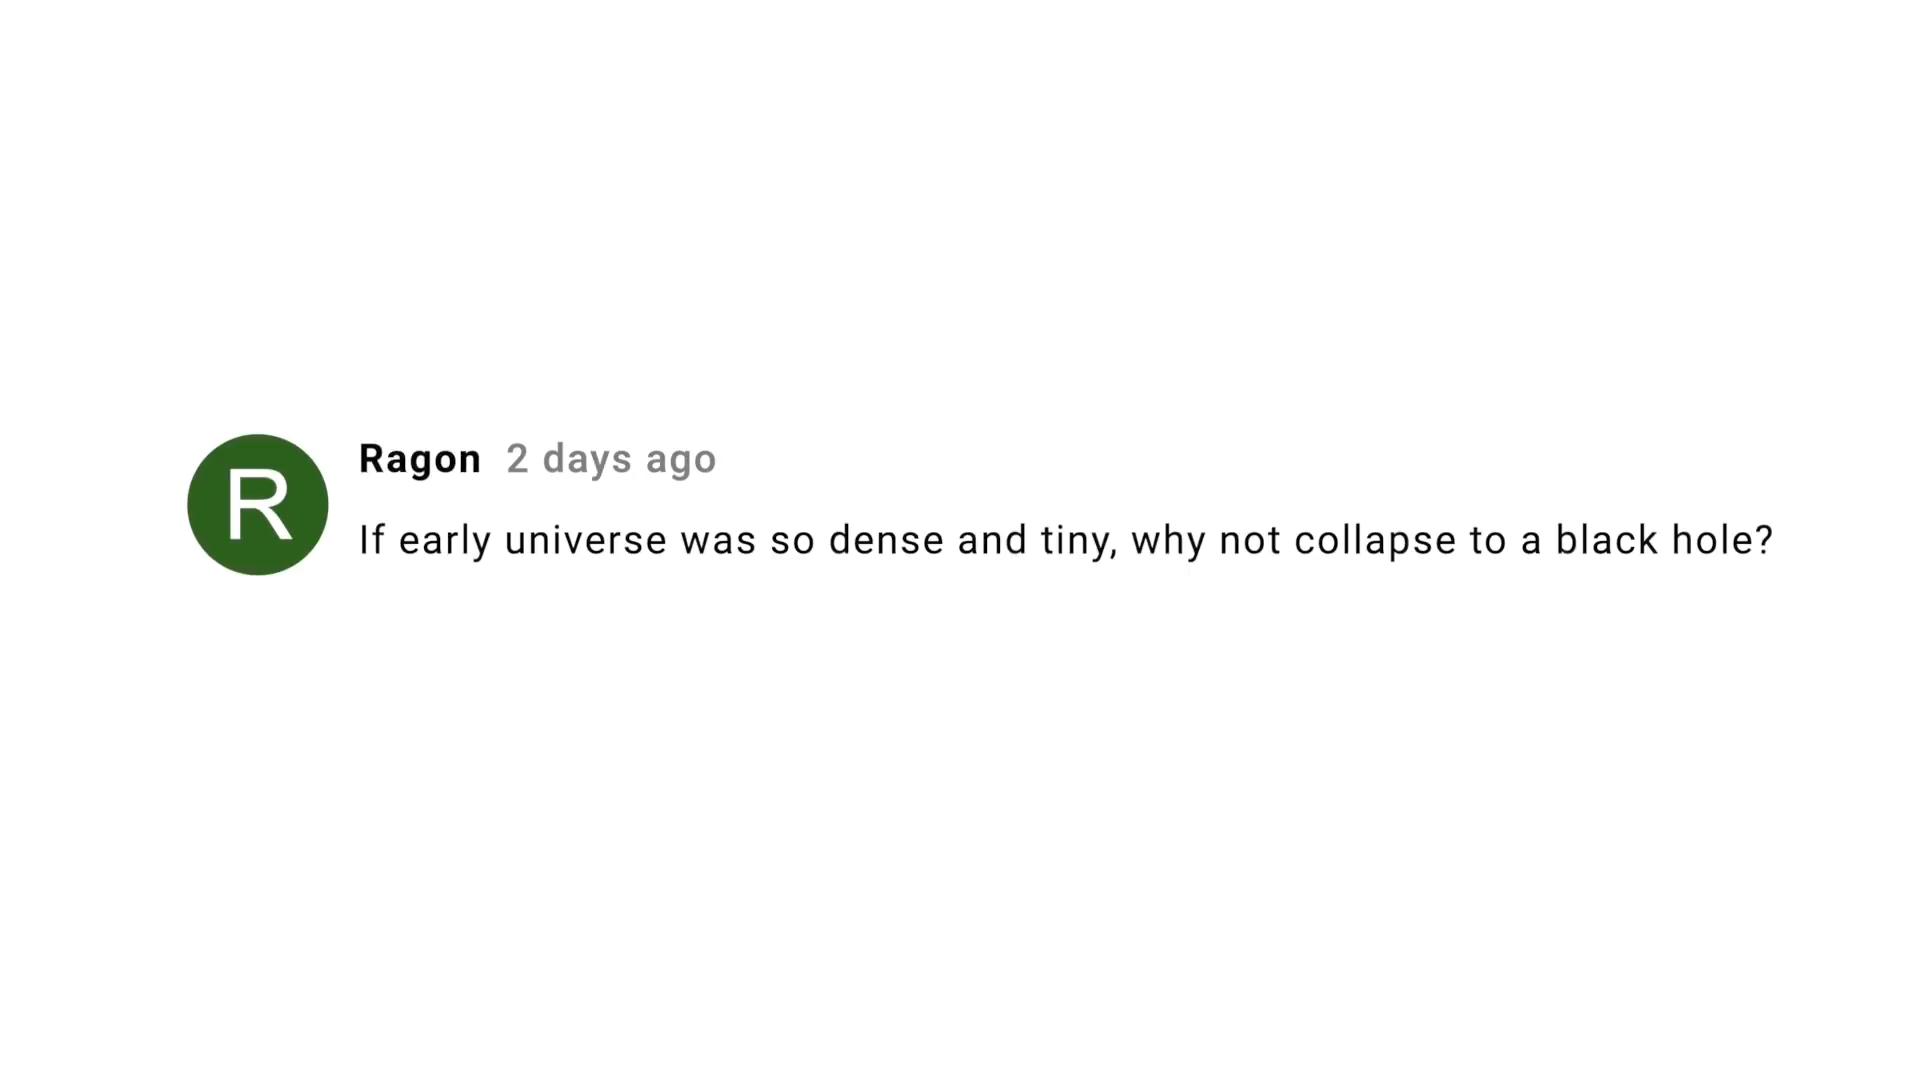 R
Ragon 2 days ago
If early universe was so dense and tiny, why not collapse to a black hole?